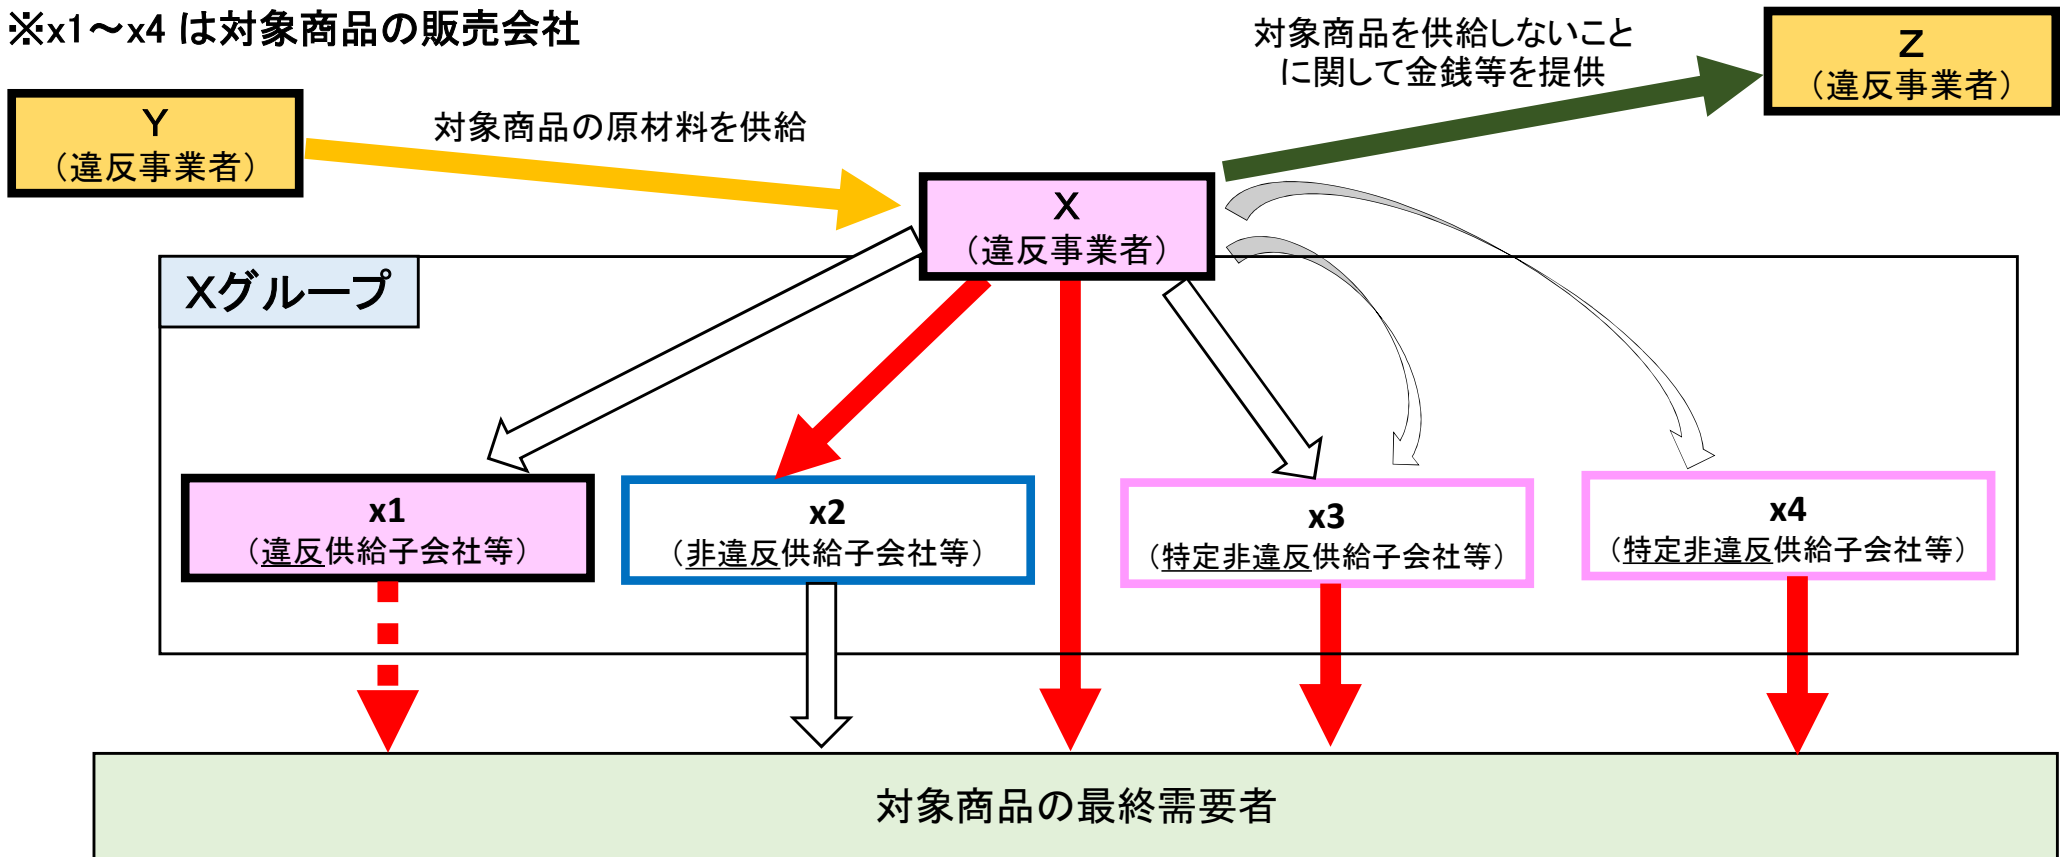 ※x1～x4 は対象商品の販売会社
対象商品を供給しないこと
に関して金銭等を提供
Z
（違反事業者）
Y
（違反事業者）
対象商品の原材料を供給
X
（違反事業者）
Xグループ
x1
（違反供給子会社等）
x2
（非違反供給子会社等）
x3
（特定非違反供給子会社等）
x4
（特定非違反供給子会社等）
対象商品の最終需要者